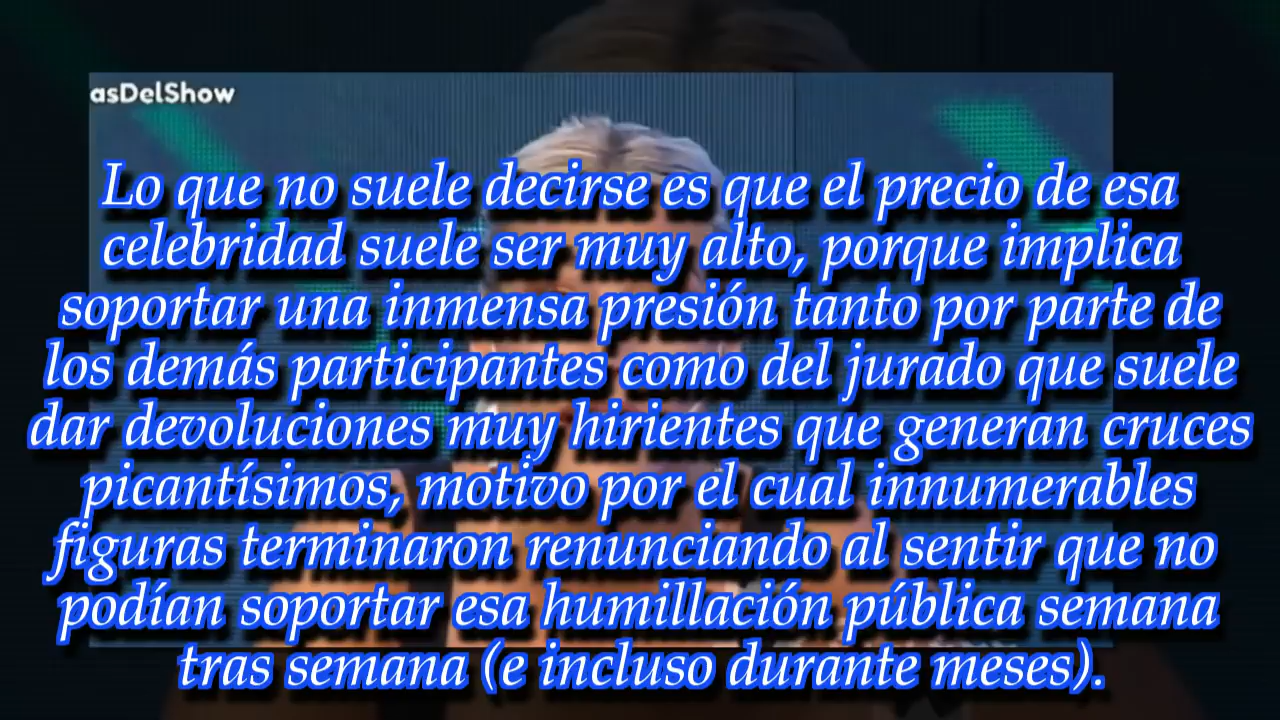 asDelShow
Lo que no suele decirse es que el precio de esa
celebridad suele ser muy alto, porque implica
soportar una inmensa presión tanto por parte de
los demás participantes como del jurado que suele
dar devoluciones muy hirientes que generan cruces
picantísimos, motivo por el cual innumerables
figuras terminaron renunciando al sentir que no
podían soportar esa humillación pública semana
tras semana (e incluso durante meses).